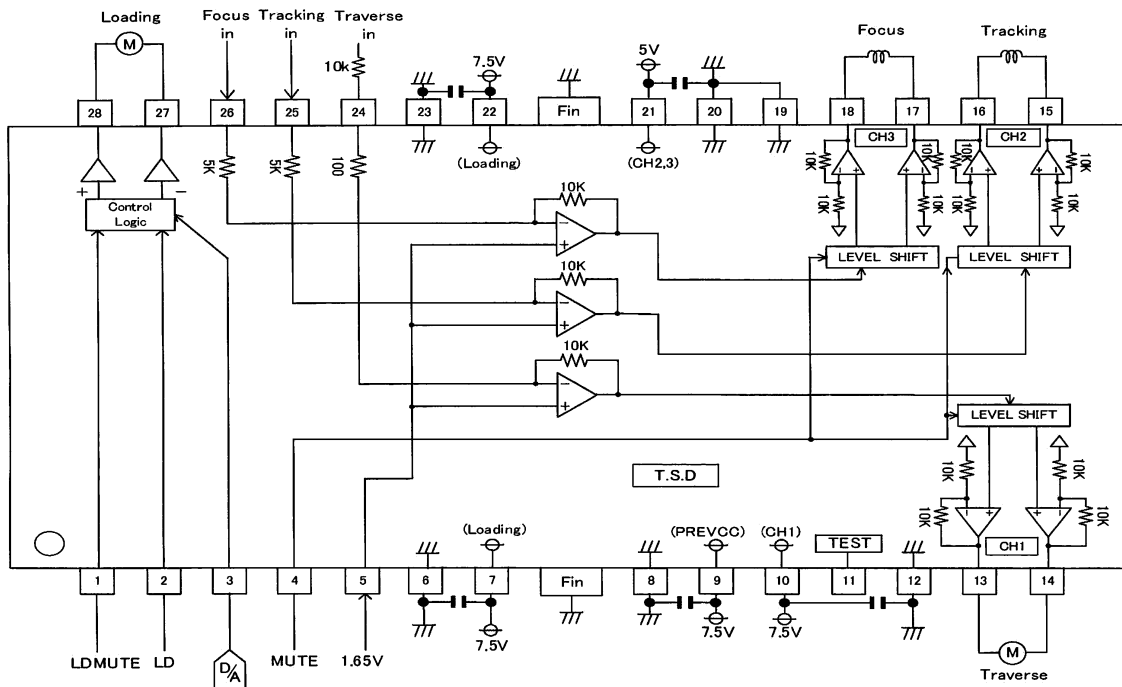 Loading
Focus Tracking Traverse
in in in
Focus
Tracking
M
10k
7.5V
5V
28 27 26 25 24 23 22 Fin 21 20 19 18 17 16 15
(Loading)
(CH2,3)
CH3
CH2
5K
5K
100
10K
10K
10K
10K
10K
10K
10K
10K
+ −
Control
Logic
10K
− +
LEVEL SHIFT
LEVEL SHIFT
10K
− +
10K
− +
LEVEL SHIFT
T.S.D
10K
10K
10K
10K
CH1
(Loading)
(PREVCC)
(CH1)
TEST
1 2 3 4 5 6 7 Fin 8 9 10 11 12 13 14
7.5V
7.5V
7.5V
LDMUTE LD
D/A
MUTE
1.65V
M
Traverse